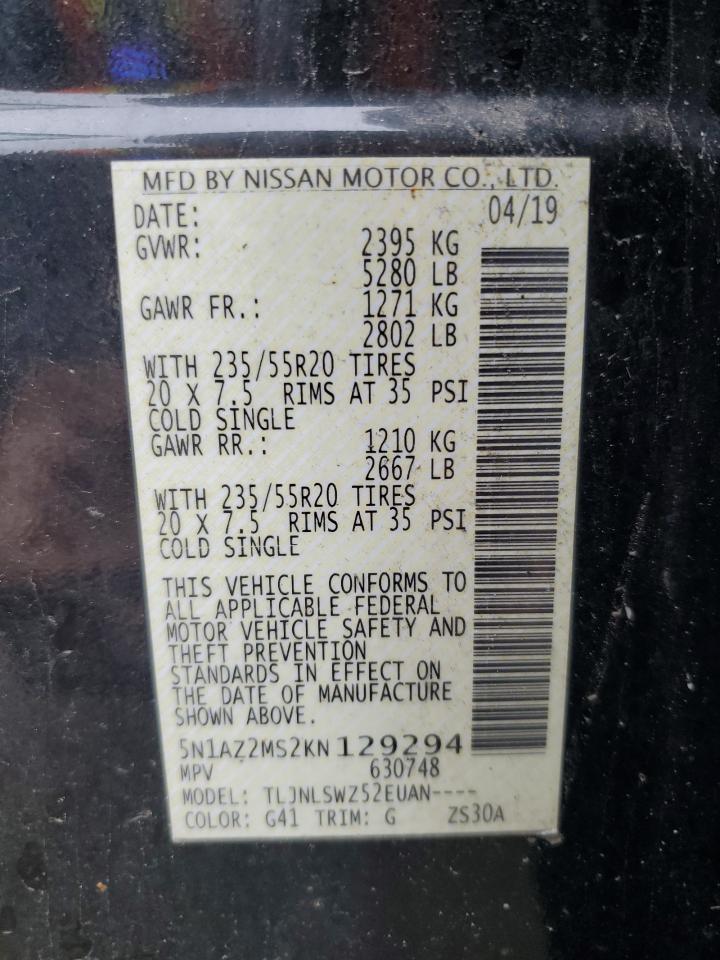 MFD BY NISSAN MOTOR CO., LTD.
DATE: 04/19
GVWR: 2395 KG
5280 LB
GAWR FR.: 1271 KG
2802 LB
WITH 235/55R20 TIRES
20 X 7.5 RIMS AT 35 PSI
COLD SINGLE
GAWR RR.: 1210 KG
2667 LB
WITH 235/55R20 TIRES
20 X 7.5 RIMS AT 35 PSI
COLD SINGLE
THIS VEHICLE CONFORMS TO
ALL APPLICABLE FEDERAL
MOTOR VEHICLE SAFETY AND
THEFT PREVENTION
STANDARDS IN EFFECT ON
THE DATE OF MANUFACTURE
SHOWN ABOVE.
5N1AZ2MS2KN129294
MPV 630748
MODEL: TLJNLSWZ52EUAN----
COLOR: G41 TRIM: G ZS30A